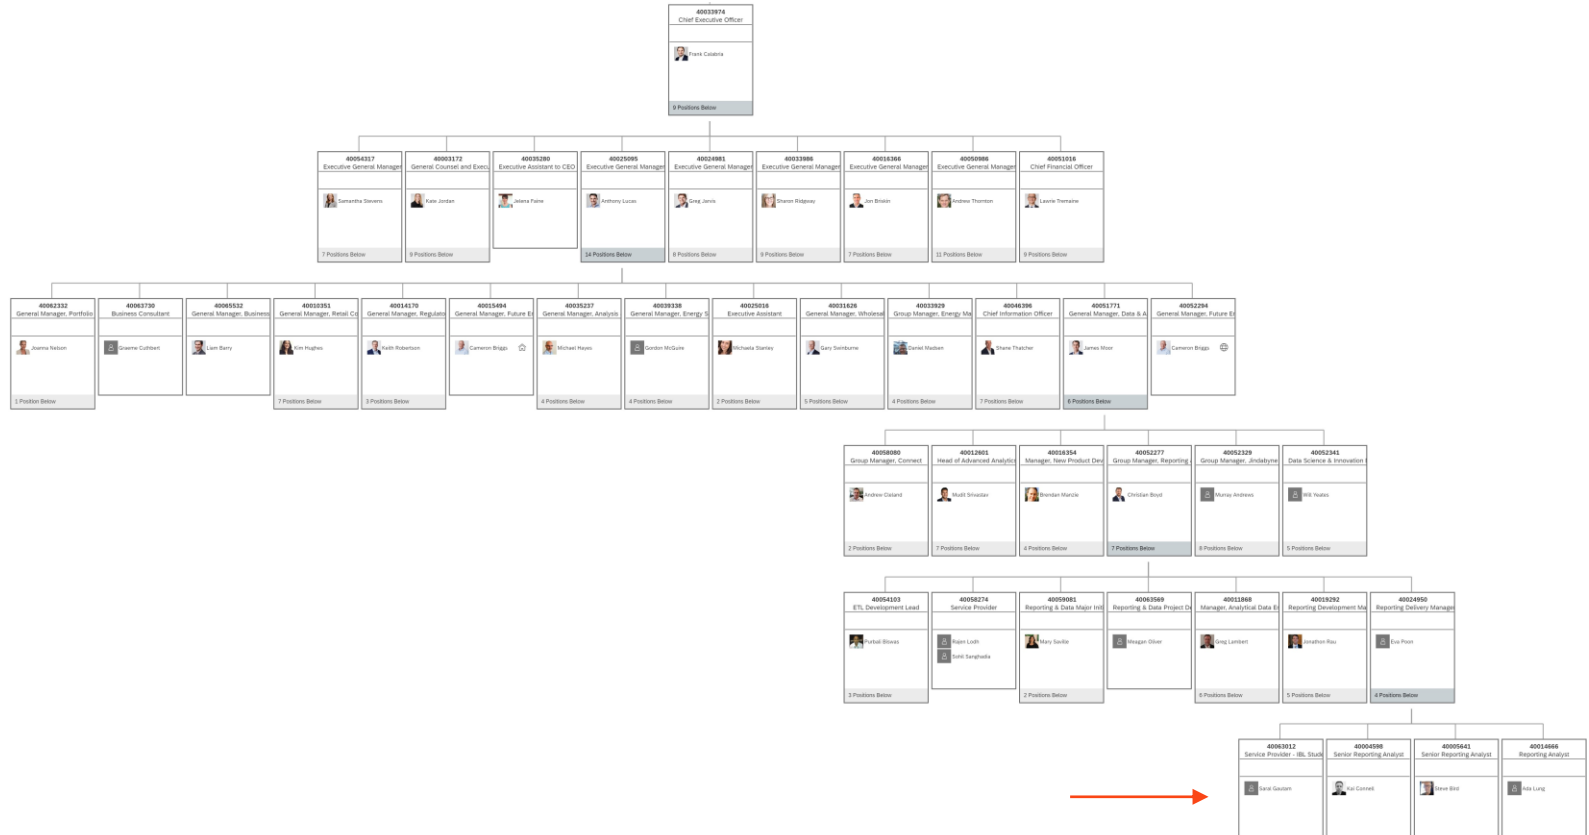 40033974
Chief Executive Officer
Frank Calabria
9 Positions Below
40054317
Executive General Manager
Samantha Stevens
7 Positions Below
40003172
General Counsel and Execu
Kate Jordan
9 Positions Below
40035280
Executive Assistant to CEO
Jelena Faine
40025095
Executive General Manager
Anthony Lucas
14 Positions Below
40024981
Executive General Manager
Greg Jarvis
8 Positions Below
40033986
Executive General Manager
Sharon Ridgway
9 Positions Below
40016366
Executive General Manager
Jon Briskin
7 Positions Below
40050986
Executive General Manager
Andrew Thornton
11 Positions Below
40051016
Chief Financial Officer
Lawrie Tremaine
9 Positions Below
40062332
General Manager, Portfolio
Joanna Nelson
1 Position Below
40063730
Business Consultant
Graeme Cuthbert
40065532
General Manager, Business
Liam Barry
40010351
General Manager, Retail Co
Kim Hughes
7 Positions Below
40014170
General Manager, Regulato
Keith Robertson
3 Positions Below
40015494
General Manager, Future En
Cameron Briggs
40035237
General Manager, Analysis
Michael Hayes
4 Positions Below
40039338
General Manager, Energy S
Gordon McGuire
4 Positions Below
40025016
Executive Assistant
Michaela Stanley
2 Positions Below
40031626
General Manager, Wholesal
Gary Swinburne
5 Positions Below
40033929
Group Manager, Energy Ma
Daniel Madsen
4 Positions Below
40046396
Chief Information Officer
Shane Thatcher
7 Positions Below
40051771
General Manager, Data & A
James Moor
6 Positions Below
40052294
General Manager, Future En
Cameron Briggs
40058080
Group Manager, Connect
Andrew
2 Positions Below
40012601
Head of Advanced Analytics
Mudit Srivastav
7 Positions Below
40016354
Manager, New Product Dev
Brendan Manzie
4 Positions Below
40052277
Group Manager, Reporting
Christian Boyd
7 Positions Below
40052329
Group Manager, Jindabyne
Murray Andrews
8 Positions Below
40052341
Data Science & Innovation
Will Yeates
5 Positions Below
40054103
ETL Development Lead
Purbali Biswas
3 Positions Below
40058274
Service Provider
Rajen Lodh
Sohil Sanghadia
40059081
Reporting & Data Major Initi
Mary Saville
2 Positions Below
40063569
Reporting & Data Project De
Meagan Oliver
40011868
Manager, Analytical Data En
Greg Lambert
6 Positions Below
40019292
Reporting Development Ma
Jonathon Rau
5 Positions Below
40024950
Reporting Delivery Manager
Eva Poon
4 Positions Below
40063012
Service Provider - IBL Stude
Saral Gautam
40004598
Senior Reporting Analyst
Kai Connell
40005641
Senior Reporting Analyst
Steve Bird
40014666
Reporting Analyst
Ada Lung